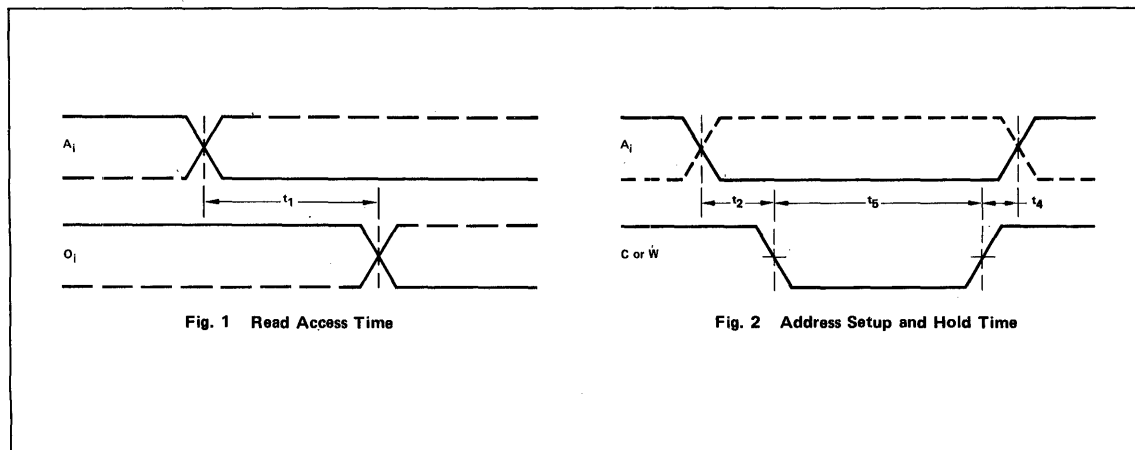 Ai
t1
Oi
Fig. 1 Read Access Time
Ai
t2
t5
t4
C or W
Fig. 2 Address Setup and Hold Time